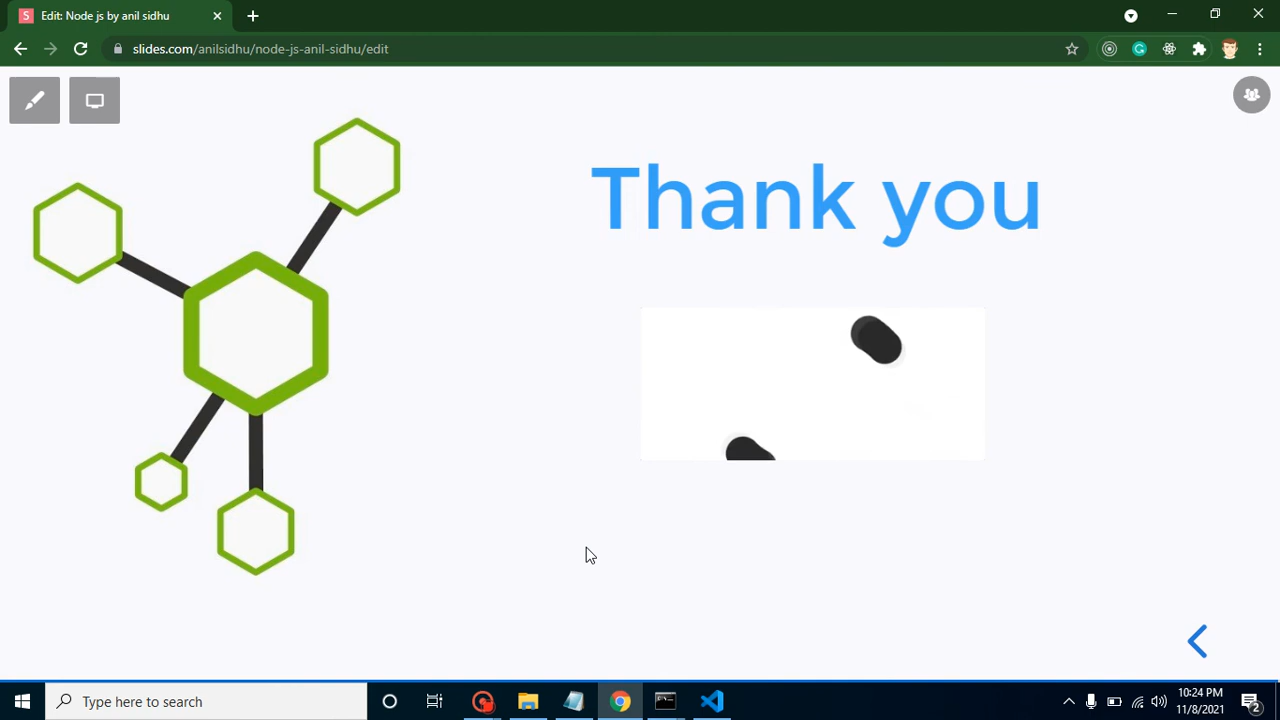 S Edit: Node js by anil sidhu
slides.com/anilsidhu/node-js-anil-sidhu/edit
Thank you
Type here to search
10:24 PM
11/8/2021
2